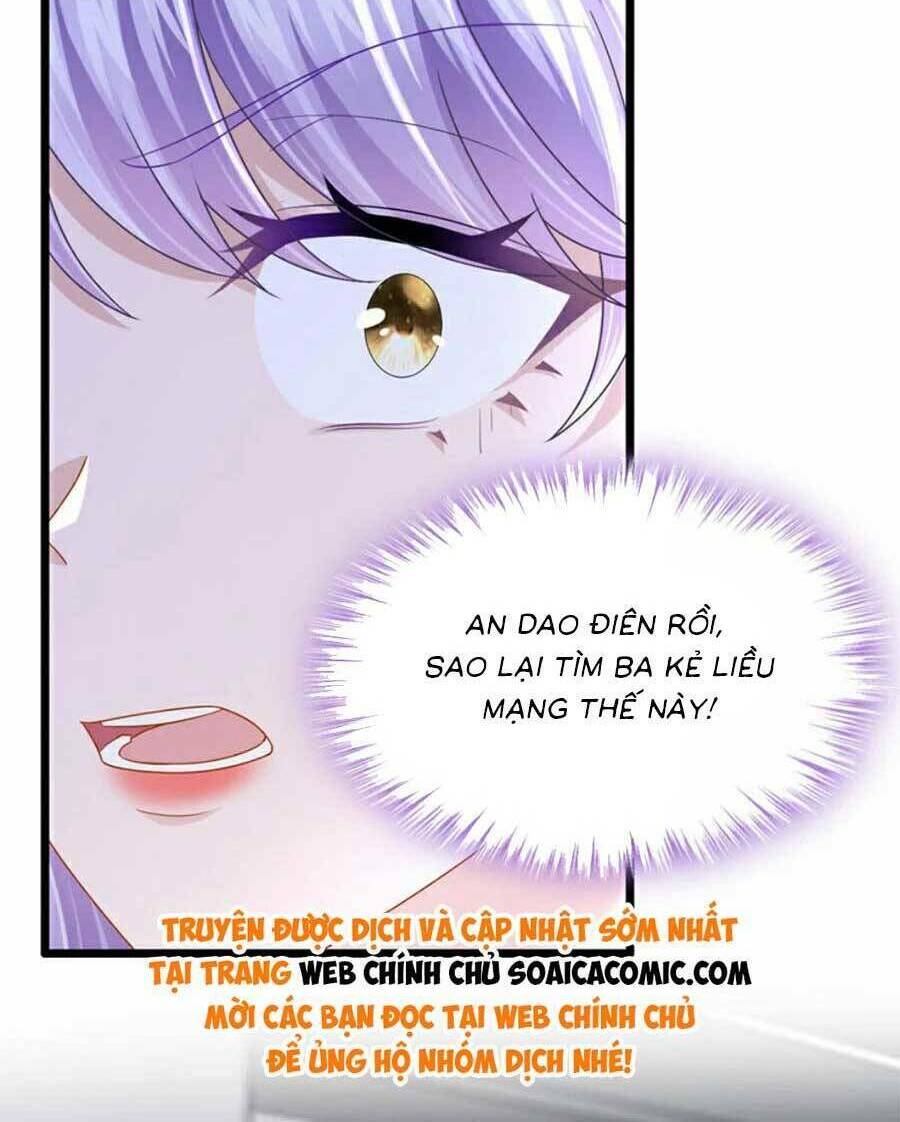 AN DAO ĐIÊN RỒI,
SAO LẠI TÌM BA KẺ LIỀU
MẠNG THẾ NÀY!
TRUYỆN ĐƯỢC DỊCH VÀ CẬP NHẬT SỚM NHẤT
TẠI TRANG WEB CHÍNH CHỦ SOAICACOMIC.COM
MỜI CÁC BẠN ĐỌC TẠI WEB CHÍNH CHỦ
ĐỂ ỦNG HỘ NHÓM DỊCH NHÉ!